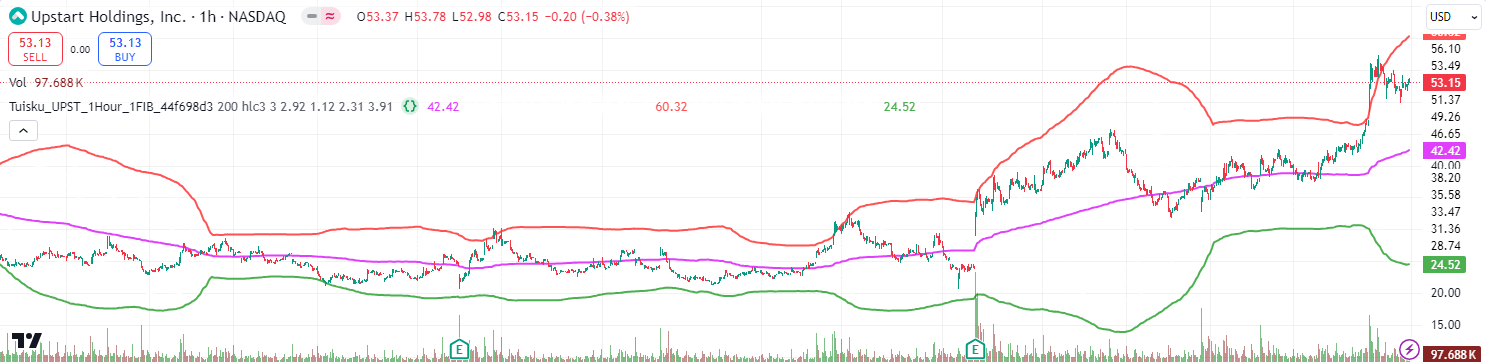 Upstart Holdings, Inc. · 1h · NASDAQ O53.37 H53.78 L52.98 C53.15 −0.20 (−0.38%)
USD
53.13 SELL 0.00 53.13 BUY
Vol 97.688 K
Tuisku_UPST_1Hour_1FIB_44f698d3 200 hlc3 3 2.92 1.12 2.31 3.91 42.42 60.32 24.52
56.10
53.49
53.15
51.37
49.26
46.65
42.42
40.00
38.20
35.58
33.47
31.36
28.74
24.52
20.00
15.00
97.688 K
E
E